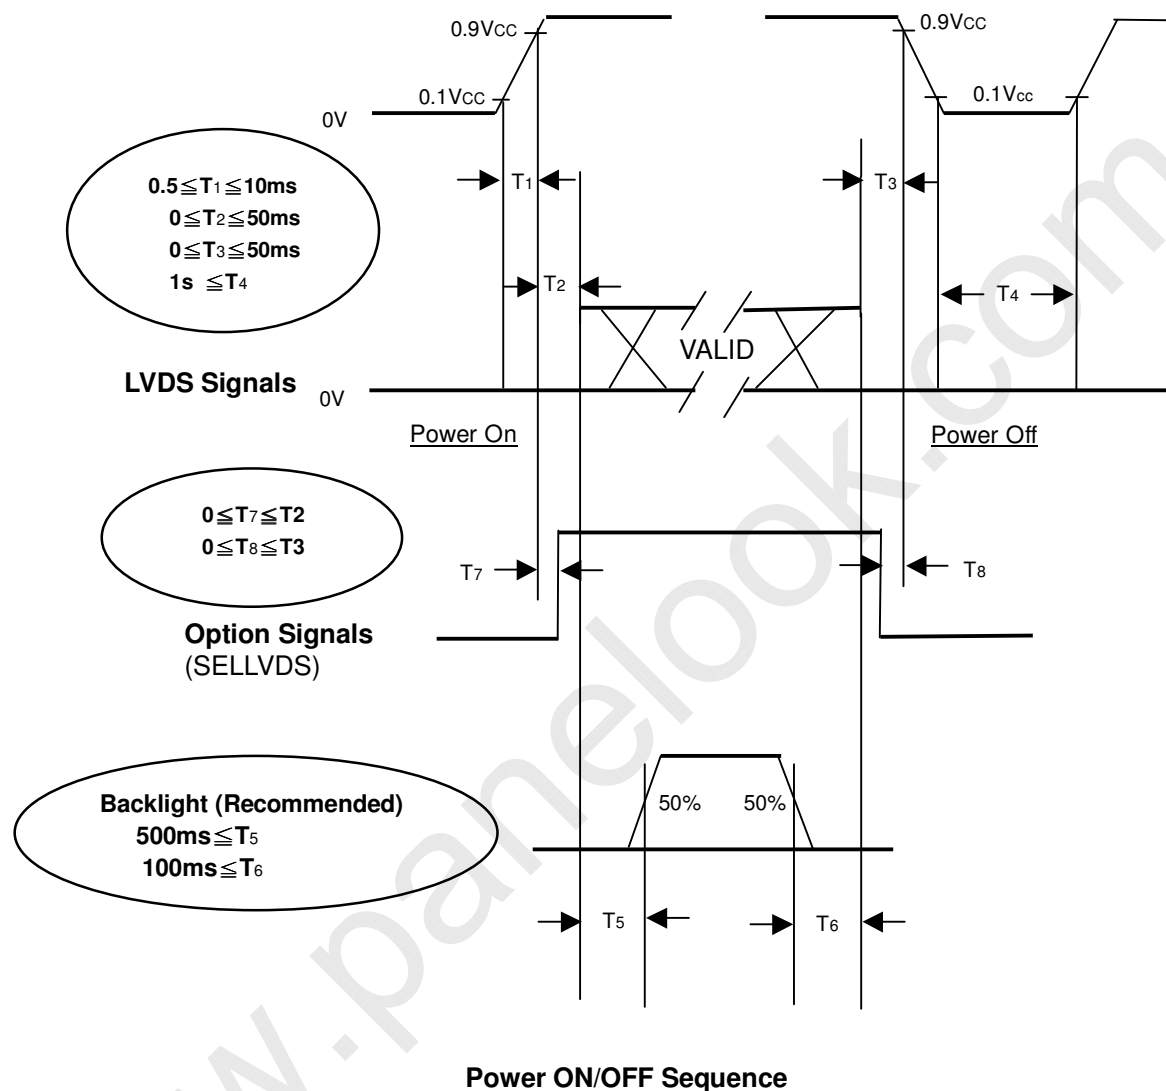 0.9VCC
0.9VCC
0.1VCC
0.1Vcc
0V
0.5≦T1≦10ms
0≦T2≦50ms
0≦T3≦50ms
1s ≦T4
T1
T3
T2
T4
VALID
LVDS Signals
0V
Power On
Power Off
0≦T7≦T2
0≦T8≦T3
T7
T8
Option Signals
(SELLVDS)
Backlight (Recommended)
500ms≦T5
100ms≦T6
50%
50%
T5
T6
Power ON/OFF Sequence
www.panelook.com